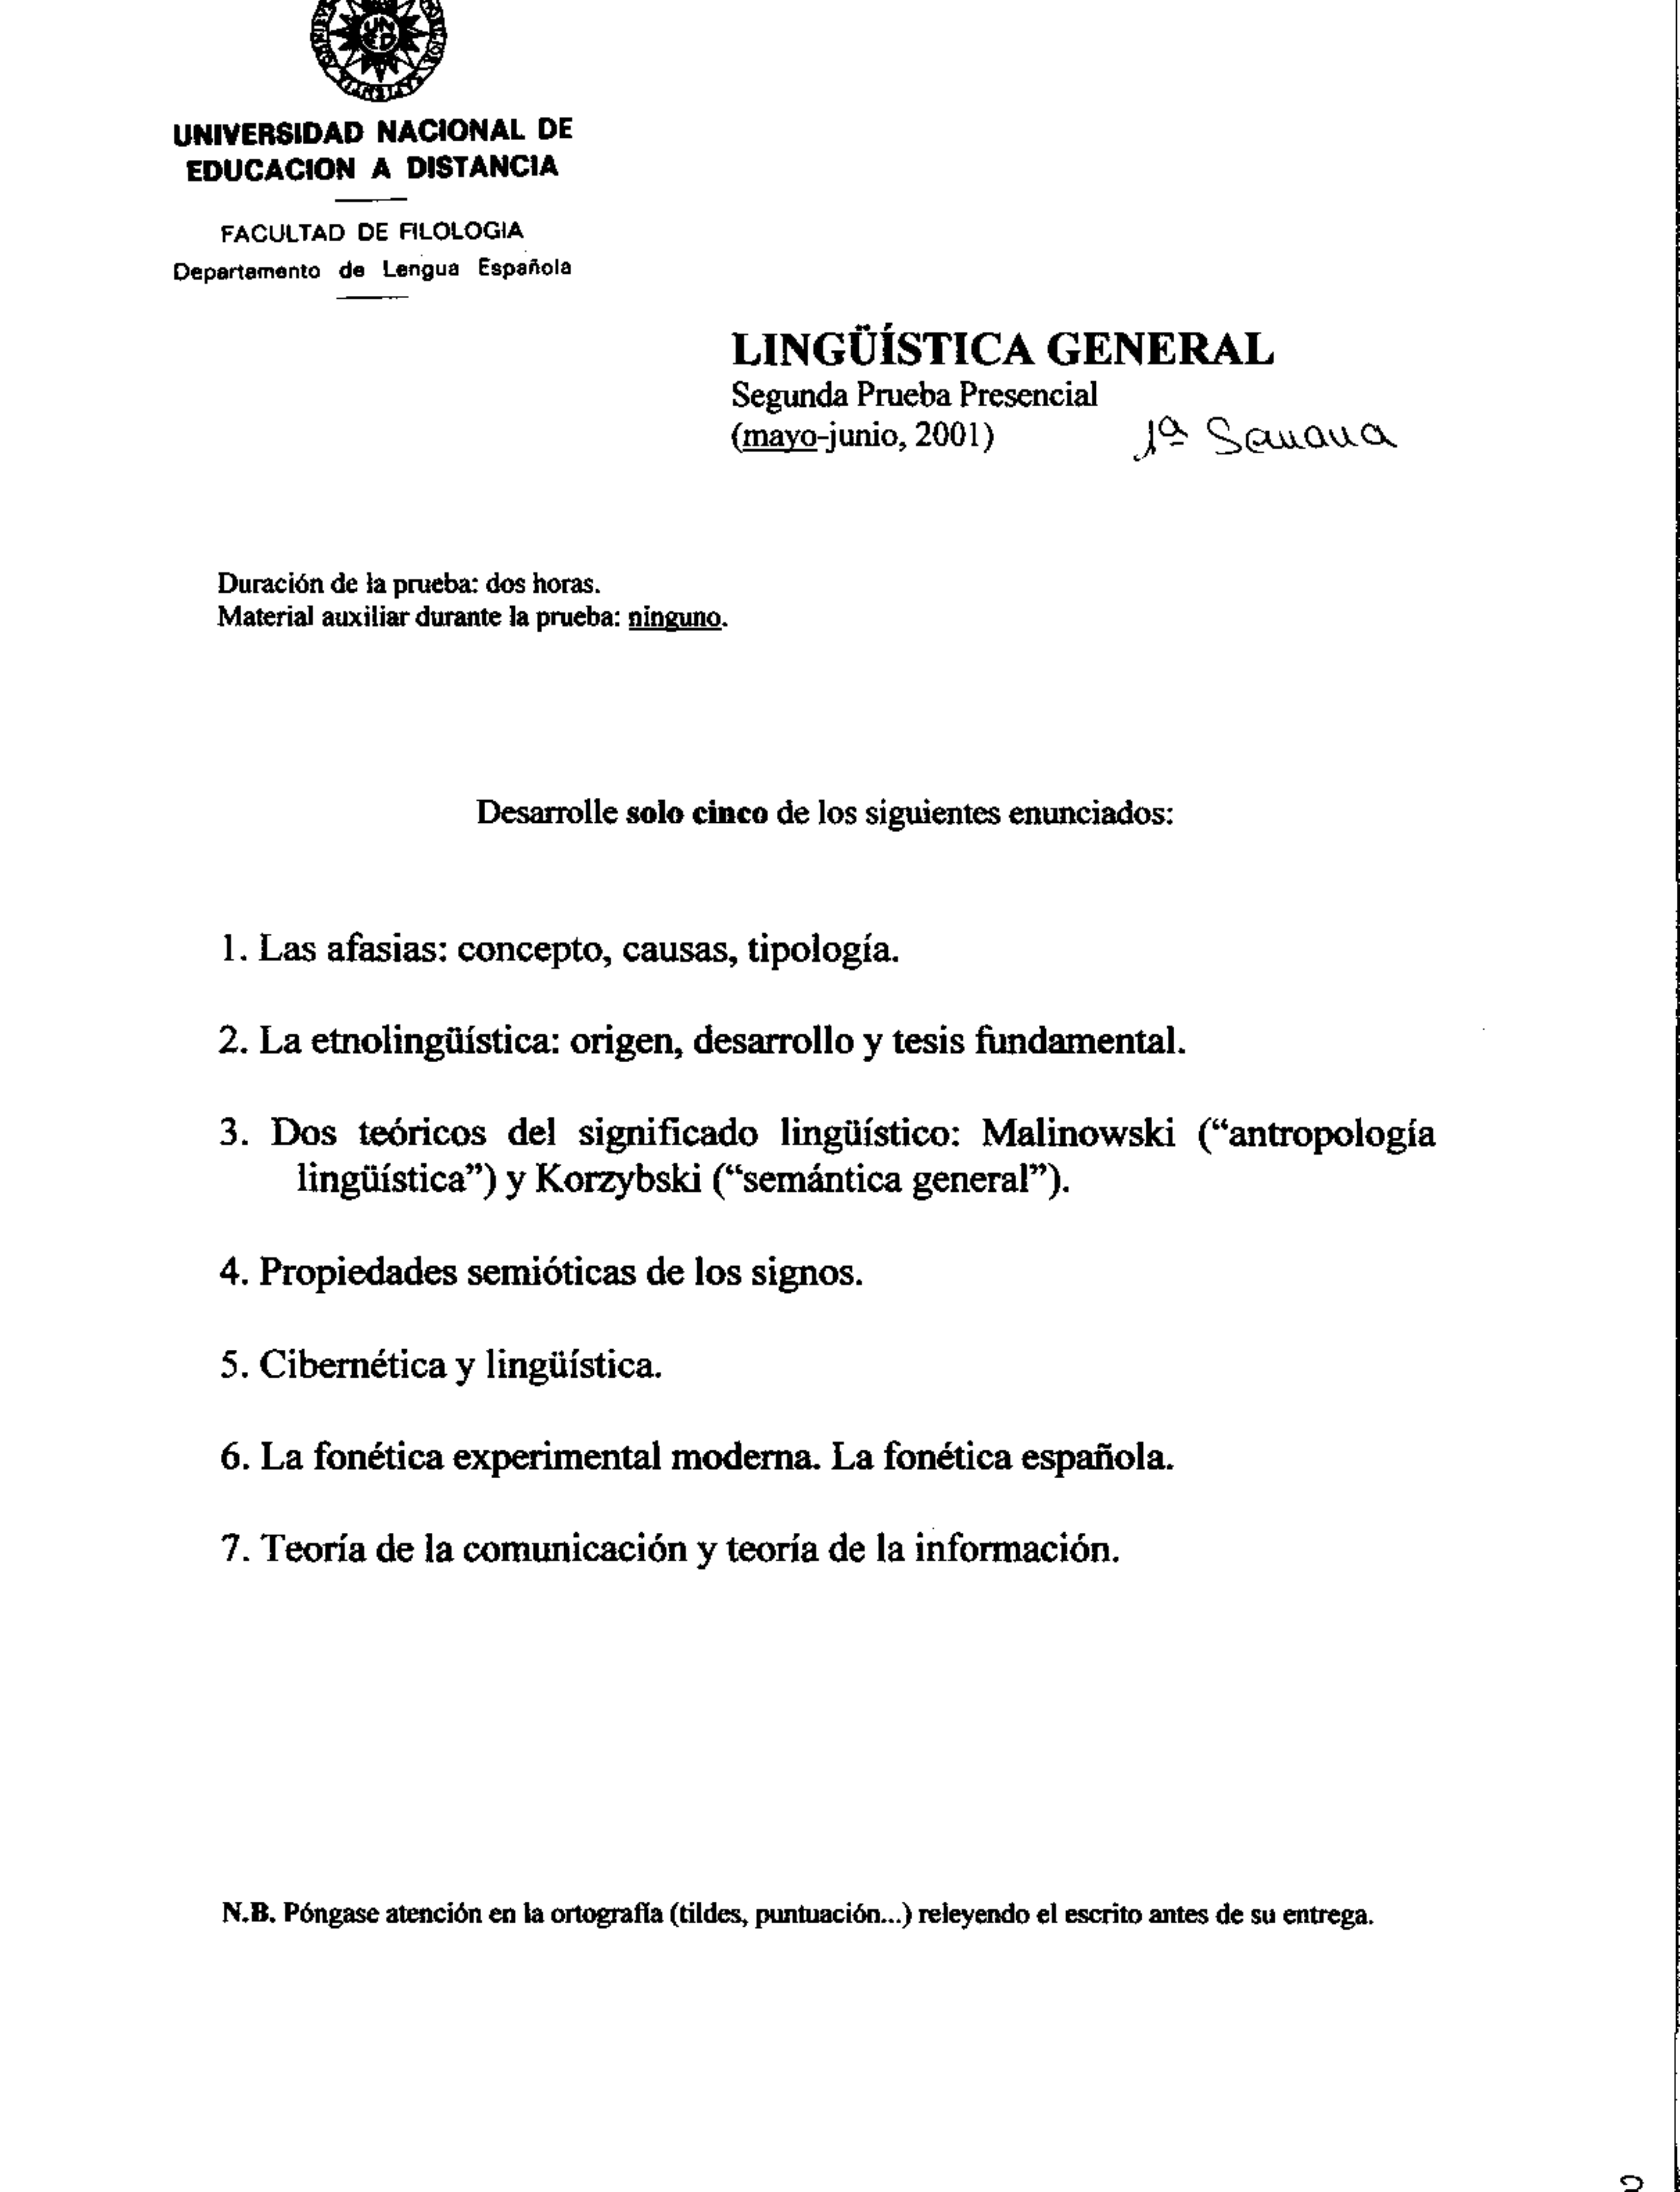 UNIVERSIDAD NACIONAL DE
EDUCACION A DISTANCIA
FACULTAD DE FILOLOGIA
Departamento de Lengua Española
LINGÜÍSTICA GENERAL
Segunda Prueba Presencial
(mayo-junio, 2001) 1ª Semana
Duración de la prueba: dos horas.
Material auxiliar durante la prueba: ninguno.
Desarrolle solo cinco de los siguientes enunciados:
1. Las afasias: concepto, causas, tipología.
2. La etnolingüística: origen, desarrollo y tesis fundamental.
3. Dos teóricos del significado lingüístico: Malinowski (“antropología
lingüística”) y Korzybski (“semántica general”).
4. Propiedades semióticas de los signos.
5. Cibernética y lingüística.
6. La fonética experimental moderna. La fonética española.
7. Teoría de la comunicación y teoría de la información.
N.B. Póngase atención en la ortografía (tildes, puntuación...) releyendo el escrito antes de su entrega.